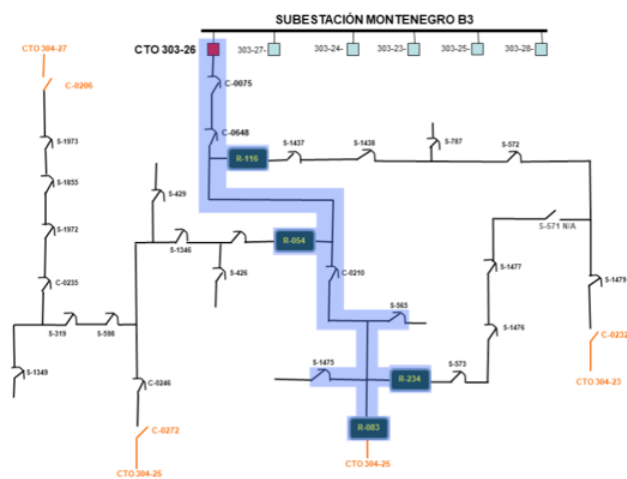 SUBESTACIÓN MONTENEGRO B3
CTO 304-27
CTO 303-26
303-27-
303-24-
303-23-
303-25-
303-28-
C-0206
C-0075
C-0648
S-1973
R-116
S-1437
S-1438
S-787
S-572
S-1855
S-429
S-1972
S-1346
R-054
S-571 N/A
S-426
C-0210
S-1477
C-0235
S-1479
S-565
S-319
S-598
S-1476
C-0232
S-1349
C-0246
S-1475
R-234
S-573
CTO 304-23
C-0272
R-083
CTO 304-25
CTO 304-25